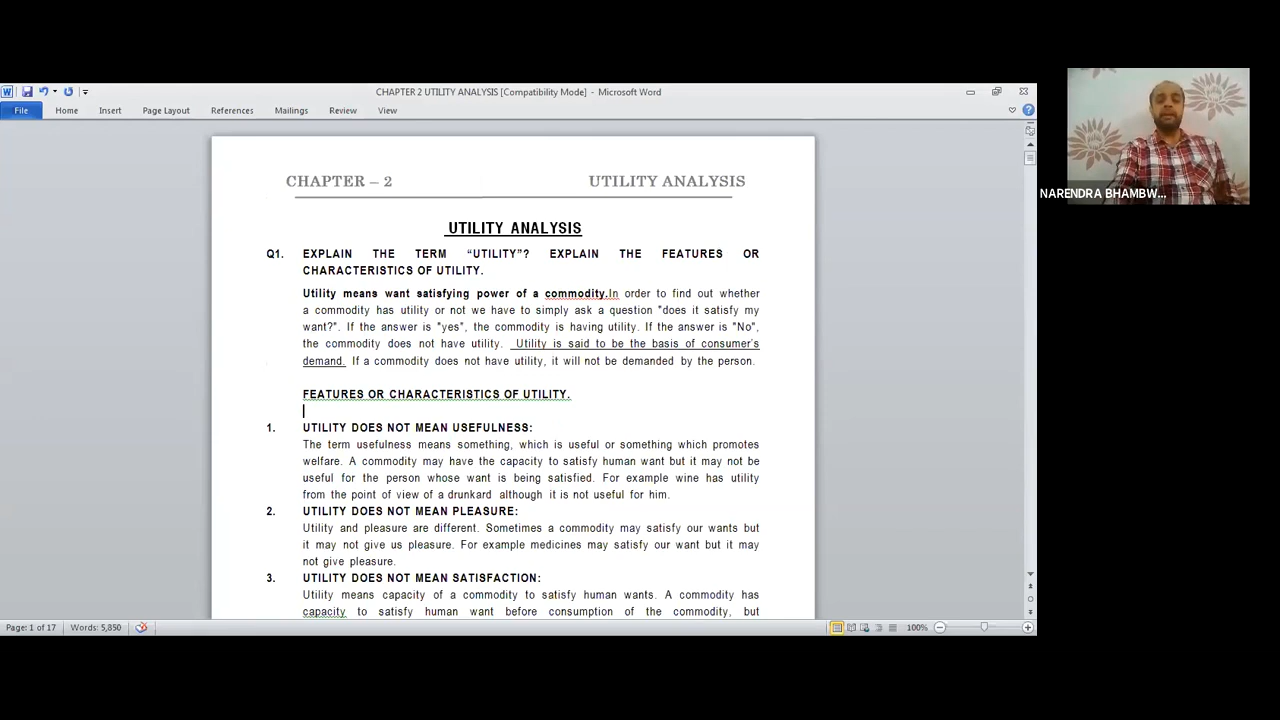 CHAPTER 2 UTILITY ANALYSIS [Compatibility Mode] - Microsoft Word
File Home Insert Page Layout References Mailings Review View
NARENDRA BHAMBW...
CHAPTER – 2 UTILITY ANALYSIS
UTILITY ANALYSIS
Q1. EXPLAIN THE TERM “UTILITY”? EXPLAIN THE FEATURES OR
CHARACTERISTICS OF UTILITY.
Utility means want satisfying power of a commodity.In order to find out whether
a commodity has utility or not we have to simply ask a question "does it satisfy my
want?". If the answer is "yes", the commodity is having utility. If the answer is "No",
the commodity does not have utility. Utility is said to be the basis of consumer's
demand. If a commodity does not have utility, it will not be demanded by the person.
FEATURES OR CHARACTERISTICS OF UTILITY.
1. UTILITY DOES NOT MEAN USEFULNESS:
The term usefulness means something, which is useful or something which promotes
welfare. A commodity may have the capacity to satisfy human want but it may not be
useful for the person whose want is being satisfied. For example wine has utility
from the point of view of a drunkard although it is not useful for him.
2. UTILITY DOES NOT MEAN PLEASURE:
Utility and pleasure are different. Sometimes a commodity may satisfy our wants but
it may not give us pleasure. For example medicines may satisfy our want but it may
not give pleasure.
3. UTILITY DOES NOT MEAN SATISFACTION:
Utility means capacity of a commodity to satisfy human wants. A commodity has
capacity to satisfy human want before consumption of the commodity, but
Page: 1 of 17 Words: 5,850 100%